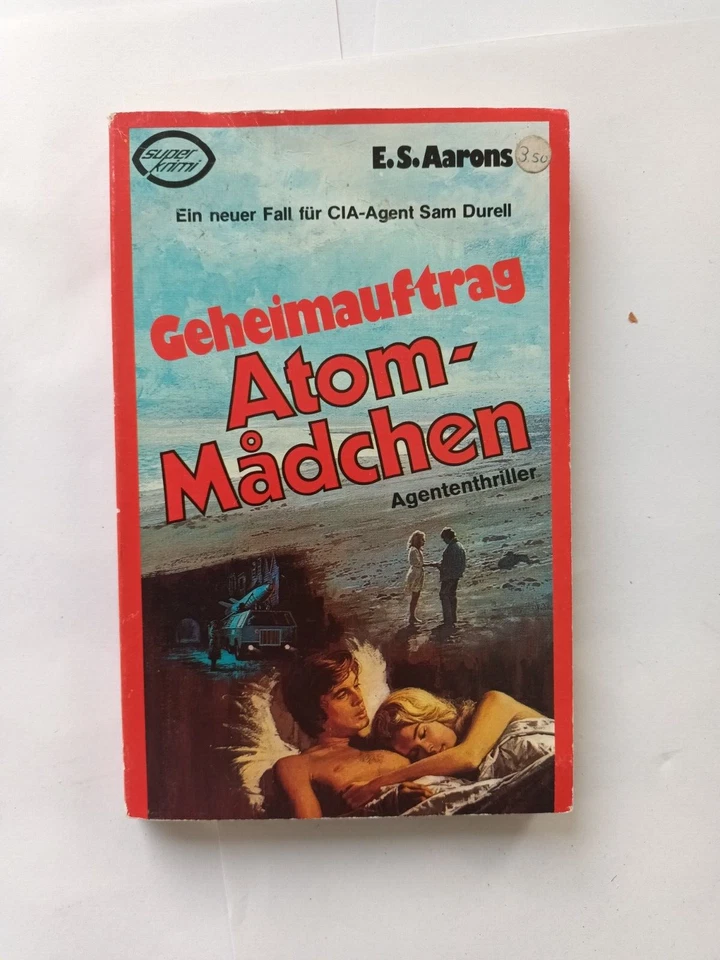 super
krimi
E.S.Aarons
3.50
Ein neuer Fall für CIA-Agent Sam Durell
Geheimauftrag
Atom-
Mådchen
Agententhriller